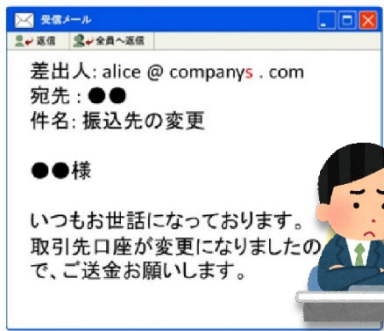 受信メール
返信 全員へ返信
差出人: alice @ companys . com
宛先 : ●●
件名: 振込先の変更
●●様
いつもお世話になっております。
取引先口座が変更になりましたの
で、ご送金お願いします。